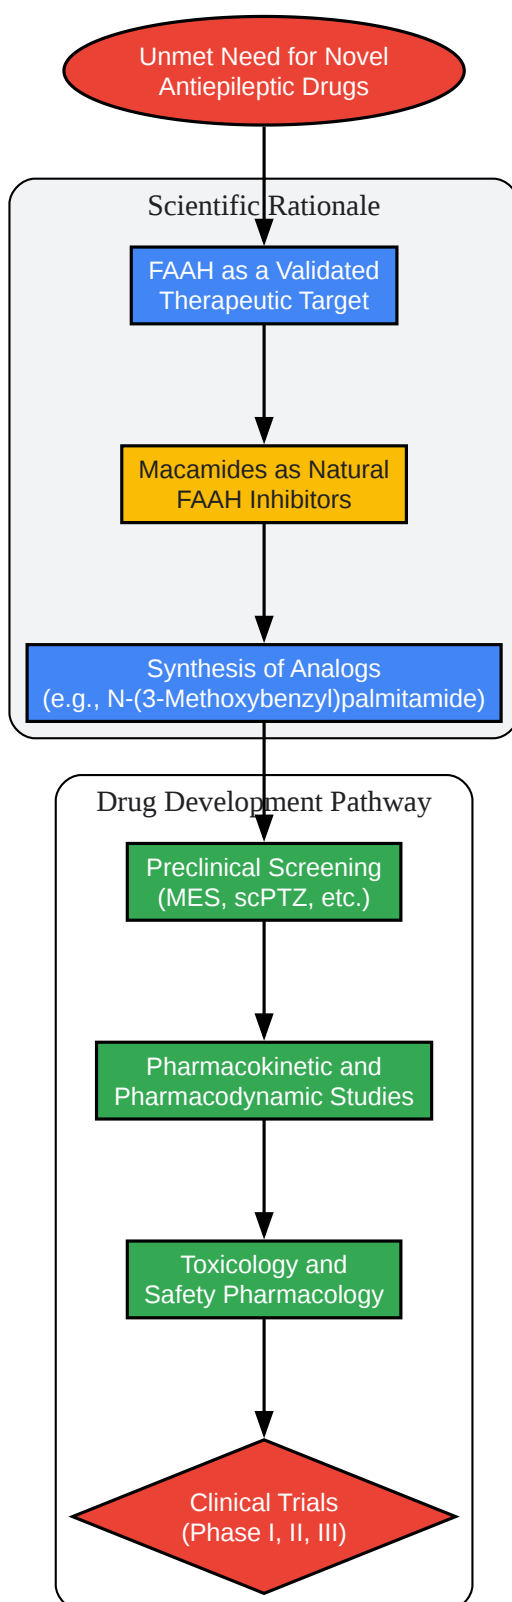 Unmet Need for Novel
Antiepileptic Drugs
Scientific Rationale
FAAH as a Validated
Therapeutic Target
Macamides as Natural
FAAH Inhibitors
Synthesis of Analogs
(e.g., N-(3-Methoxybenzyl)palmitamide)
Drug Development Pathway
Preclinical Screening
(MES, scPTZ, etc.)
Pharmacokinetic and
Pharmacodynamic Studies
Toxicology and
Safety Pharmacology
Clinical Trials
(Phase I, II, III)